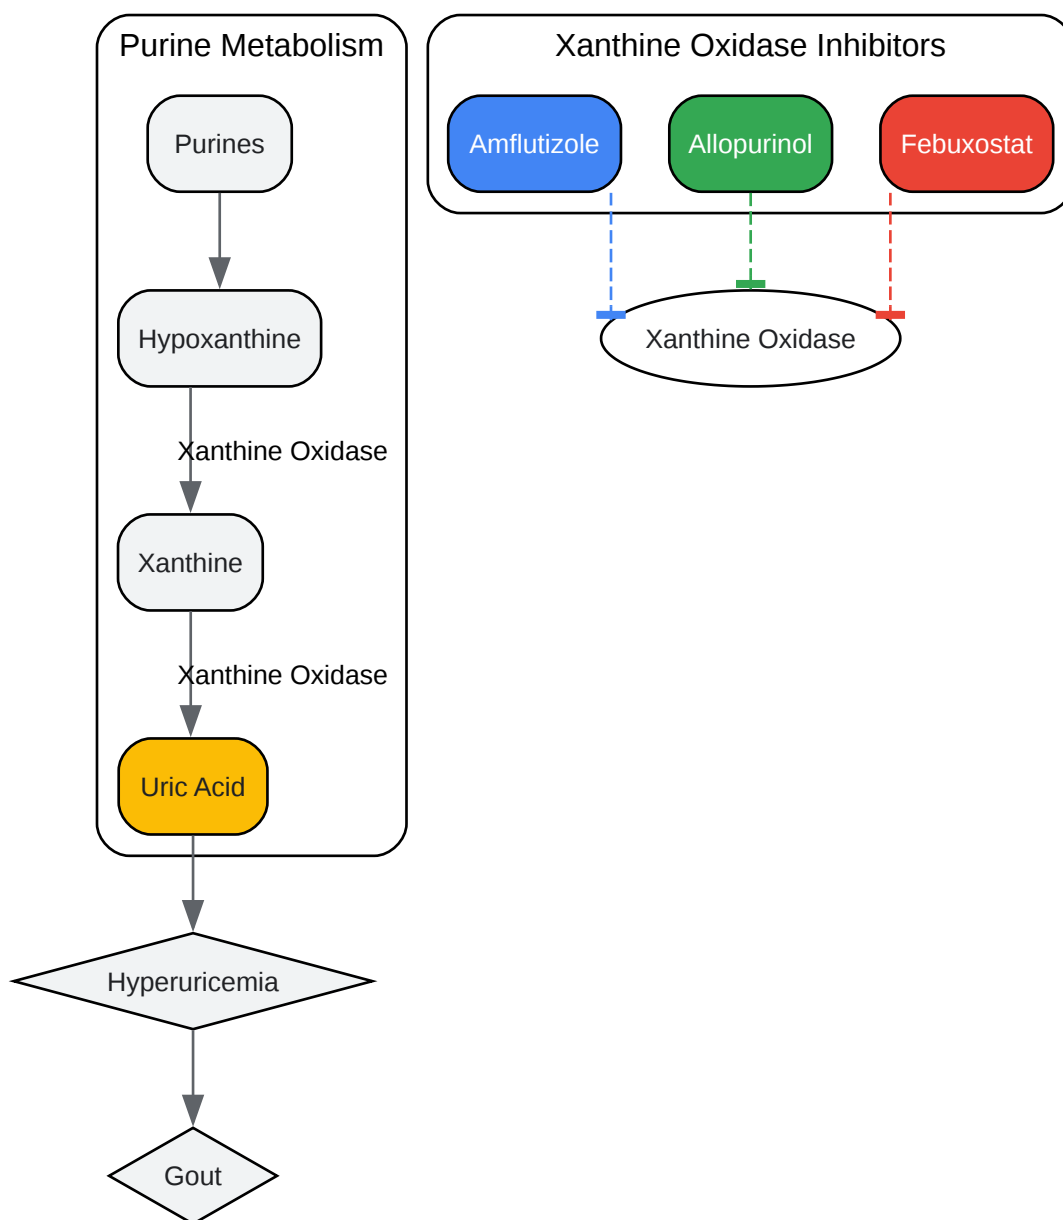 Purine Metabolism
Purines
Hypoxanthine
Xanthine Oxidase
Xanthine
Xanthine Oxidase
Uric Acid
Hyperuricemia
Gout
Xanthine Oxidase Inhibitors
Amflutizole
Allopurinol
Febuxostat
Xanthine Oxidase